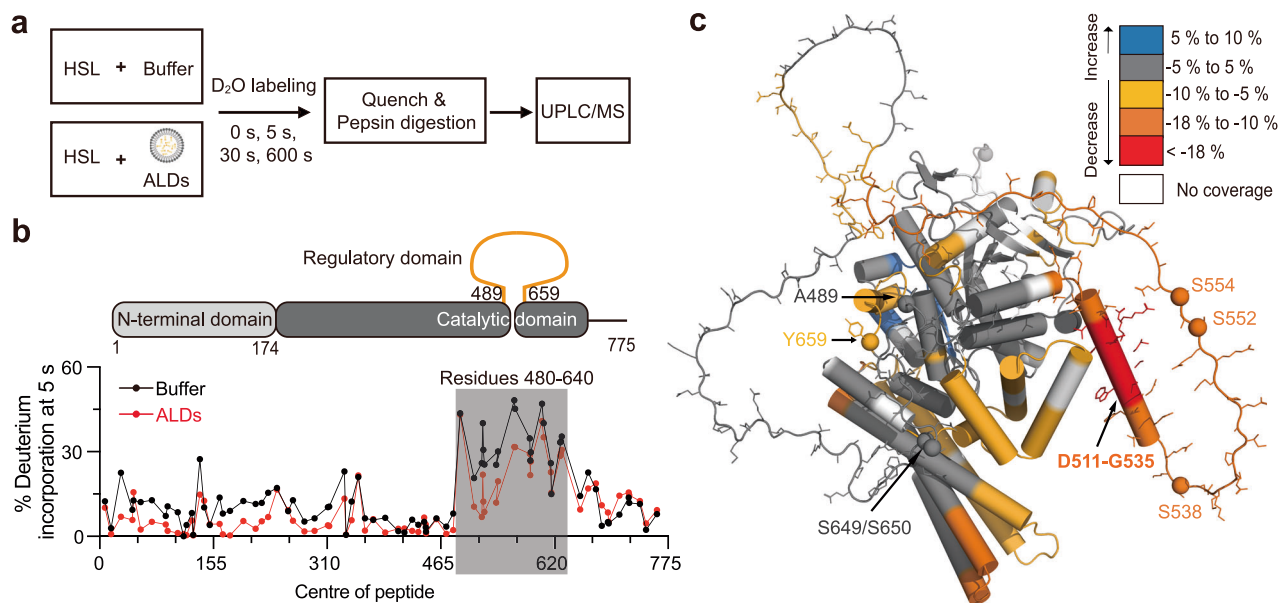 a
HSL + Buffer
HSL + ALDs
D₂O labeling
0 s, 5 s,
30 s, 600 s
Quench &
Pepsin digestion
UPLC/MS
b
Regulatory domain
489 659
N-terminal domain Catalytic domain
1 174 775
% Deuterium
incorporation at 5 s
60
30
0
Buffer
ALDs
Residues 480-640
0 155 310 465 620 775
Centre of peptide
c
Increase
Decrease
5 % to 10 %
-5 % to 5 %
-10 % to -5 %
-18 % to -10 %
< -18 %
No coverage
A489
Y659
S554
S552
D511-G535
S538
S649/S650